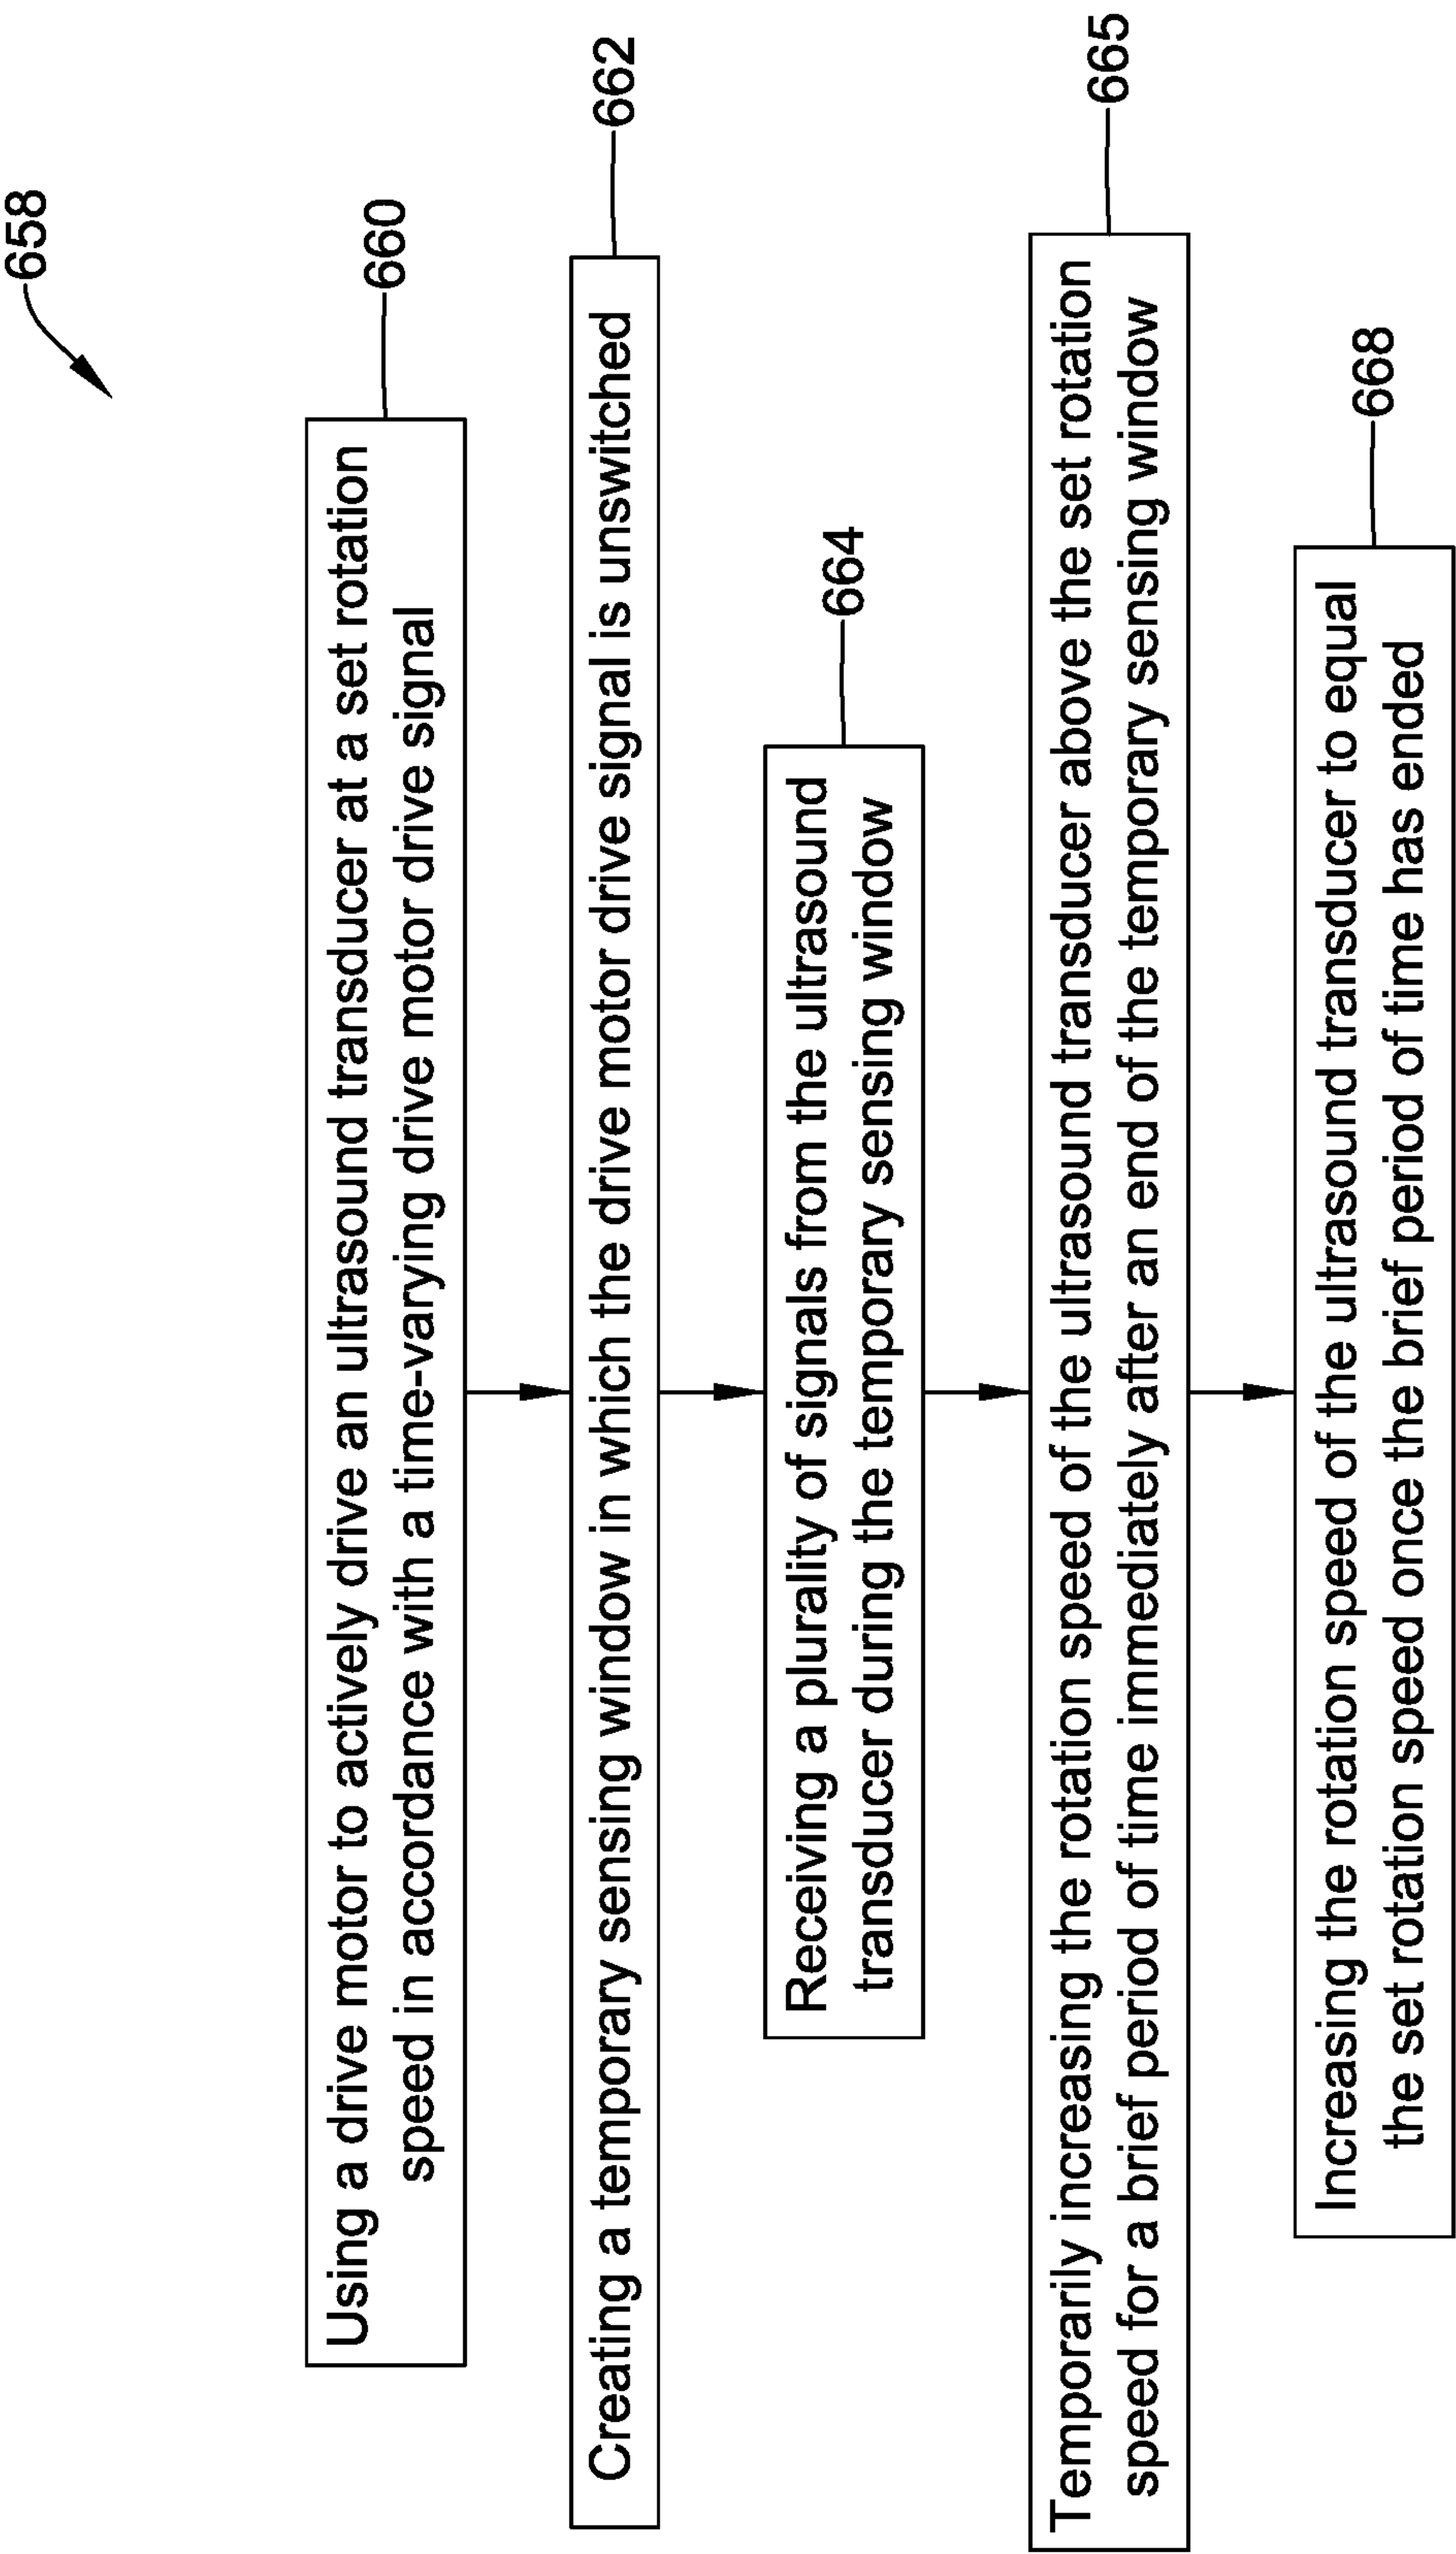 658
660
Using a drive motor to actively drive an ultrasound transducer at a set rotation
speed in accordance with a time-varying drive motor drive signal
662
Creating a temporary sensing window in which the drive motor drive signal is unswitched
664
Receiving a plurality of signals from the ultrasound
transducer during the temporary sensing window
665
Temporarily increasing the rotation speed of the ultrasound transducer above the set rotation
speed for a brief period of time immediately after an end of the temporary sensing window
668
Increasing the rotation speed of the ultrasound transducer to equal
the set rotation speed once the brief period of time has ended